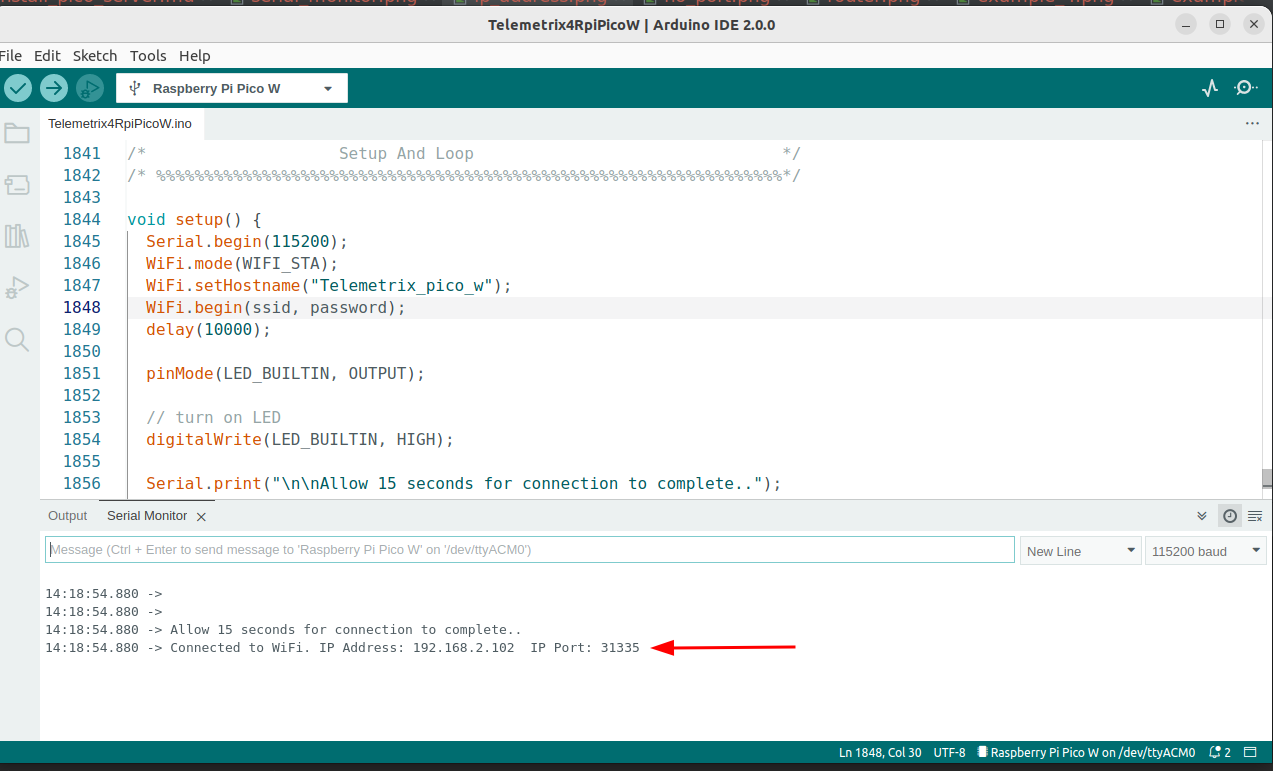 Telemetrix4RpiPicoW | Arduino IDE 2.0.0
File Edit Sketch Tools Help
Raspberry Pi Pico W
Telemetrix4RpiPicoW.ino
1841 /* Setup And Loop */
1842 /* %%%%%%%%%%%%%%%%%%%%%%%%%%%%%%%%%%%%%%%%%%%%%%%%%%%%%%%%%%%%%%%%%*/
1843
1844 void setup() {
1845 Serial.begin(115200);
1846 WiFi.mode(WIFI_STA);
1847 WiFi.setHostname("Telemetrix_pico_w");
1848 WiFi.begin(ssid, password);
1849 delay(10000);
1850
1851 pinMode(LED_BUILTIN, OUTPUT);
1852
1853 // turn on LED
1854 digitalWrite(LED_BUILTIN, HIGH);
1855
1856 Serial.print("\n\nAllow 15 seconds for connection to complete..");
Output Serial Monitor
Message (Ctrl + Enter to send message to 'Raspberry Pi Pico W' on '/dev/ttyACM0')
New Line
115200 baud
14:18:54.880 ->
14:18:54.880 ->
14:18:54.880 -> Allow 15 seconds for connection to complete..
14:18:54.880 -> Connected to WiFi. IP Address: 192.168.2.102 IP Port: 31335
Ln 1848, Col 30 UTF-8 Raspberry Pi Pico W on /dev/ttyACM0 2